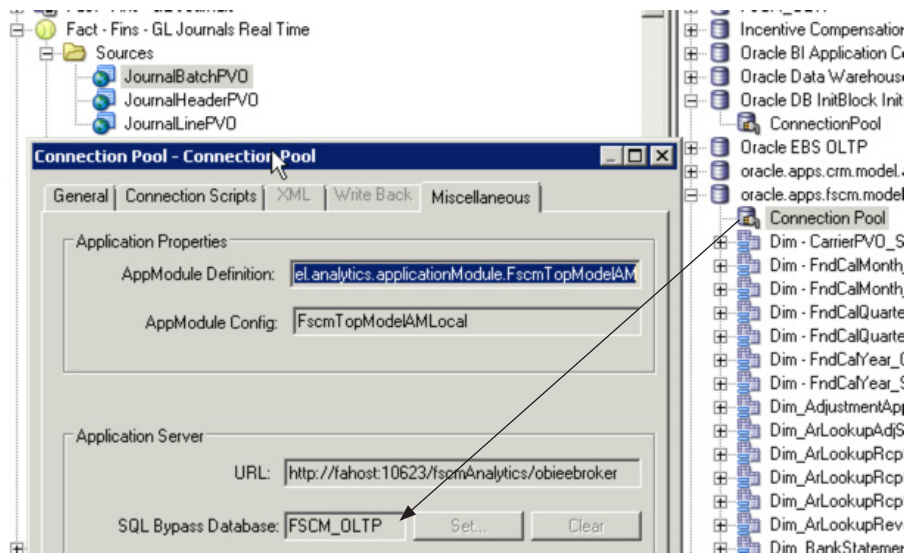 Fact - Fins - GL Journals Real Time
Sources
JournalBatchPVO
JournalHeaderPVO
JournalLinePVO
Connection Pool - Connection Pool
General
Connection Scripts
XML
Write Back
Miscellaneous
Application Properties
AppModule Definition: el.analytics.applicationModule.FscmTopModelAM
AppModule Config: FscmTopModelAMLocal
Application Server
URL: http://fahost:10623/fscmAnalytics/obieebroker
SQL Bypass Database: FSCM_OLTP Set... Clear
Incentive Compensation
Oracle BI Application C
Oracle Data Warehouse
Oracle DB InitBlock Init
ConnectionPool
Oracle EBS OLTP
oracle.apps.crm.model.
oracle.apps.fscm.model
Connection Pool
Dim - CarrierPVO_S
Dim - FndCalMonth_
Dim - FndCalMonth_
Dim - FndCalQuarte
Dim - FndCalQuarte
Dim - FndCalYear_
Dim - FndCalYear_S
Dim_AdjustmentApp
Dim_ArLookupAdjS
Dim_ArLookupRcp
Dim_ArLookupRcp
Dim_ArLookupRcp
Dim_ArLookupRev
Dim_BankStatemen